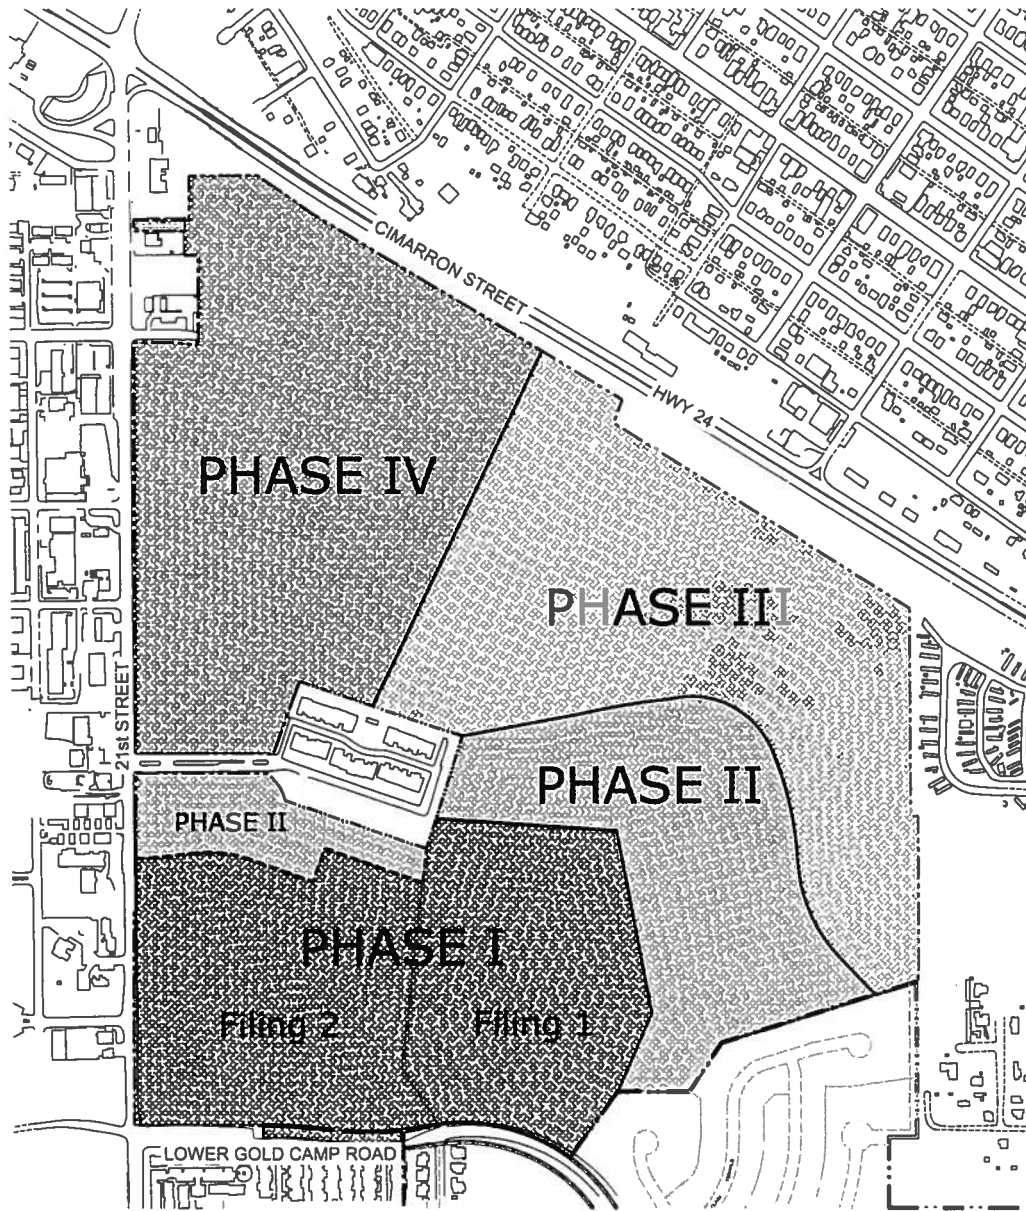 CIMARRON STREET
HWY 24
PHASE IV
PHASE III
21st STREET
PHASE II
PHASE II
PHASE I
Filing 2
Filing 1
LOWER GOLD CAMP ROAD